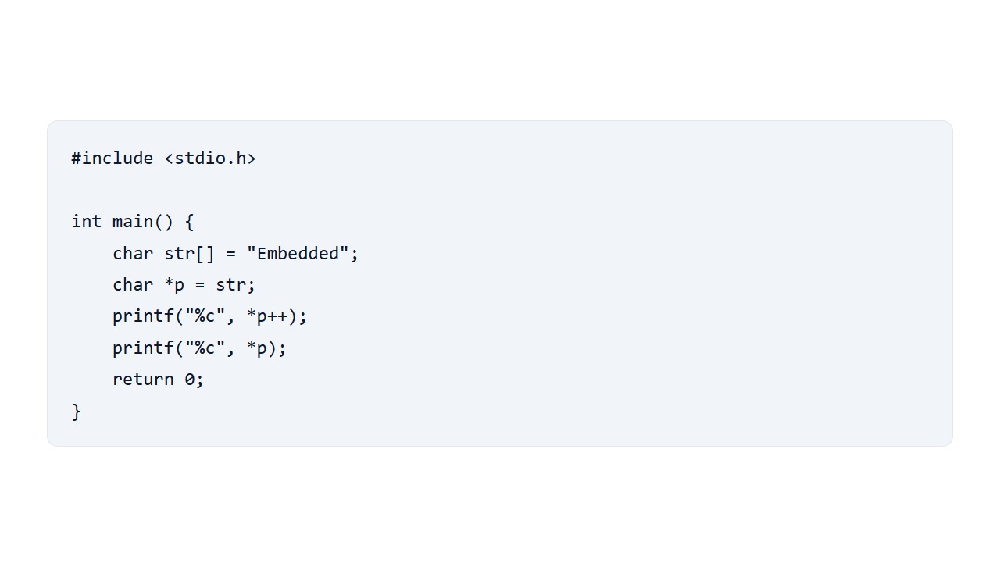 #include <stdio.h>

int main() {
    char str[] = "Embedded";
    char *p = str;
    printf("%c", *p++);
    printf("%c", *p);
    return 0;
}